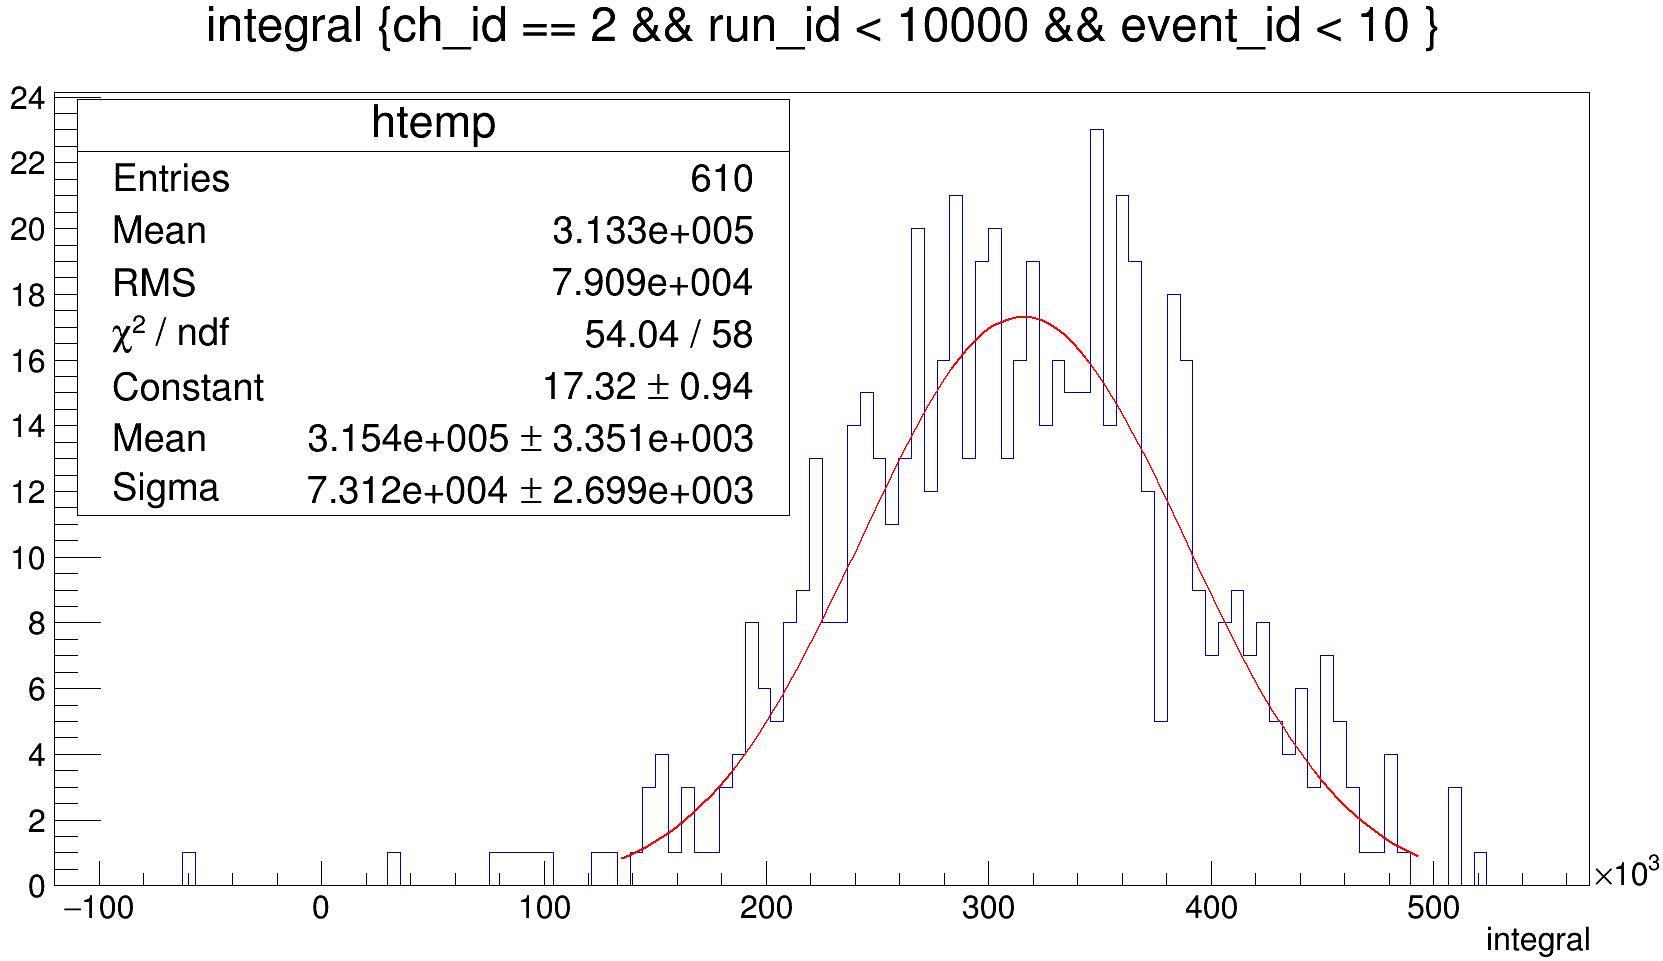 integral {ch_id == 2 && run_id < 10000 && event_id < 10 }
htemp
Entries 610
Mean 3.133e+005
RMS 7.909e+004
χ² / ndf 54.04 / 58
Constant 17.32 ± 0.94
Mean 3.154e+005 ± 3.351e+003
Sigma 7.312e+004 ± 2.699e+003
24
22
20
18
16
14
12
10
8
6
4
2
0
−100 0 100 200 300 400 500
×10³
integral